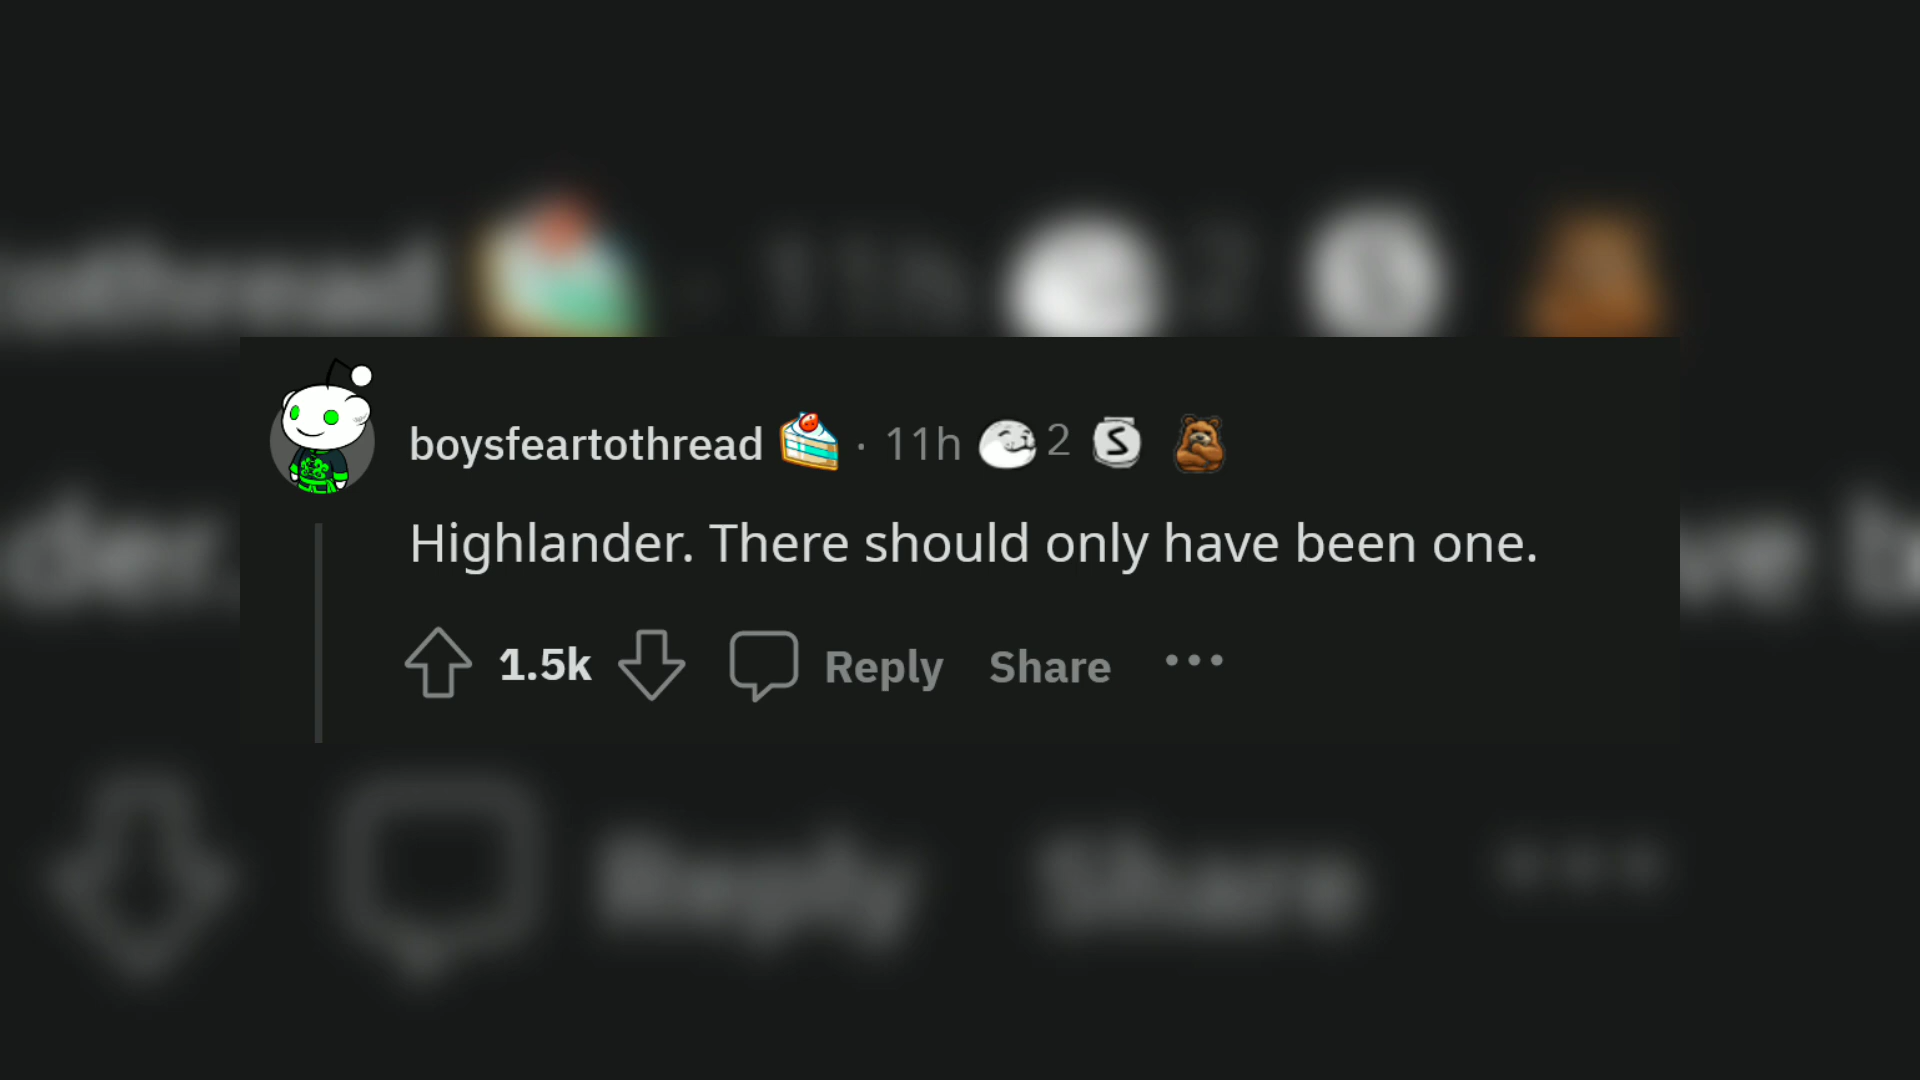 boysfeartothread · 11h 2 S
Highlander. There should only have been one.
1.5k Reply Share ...